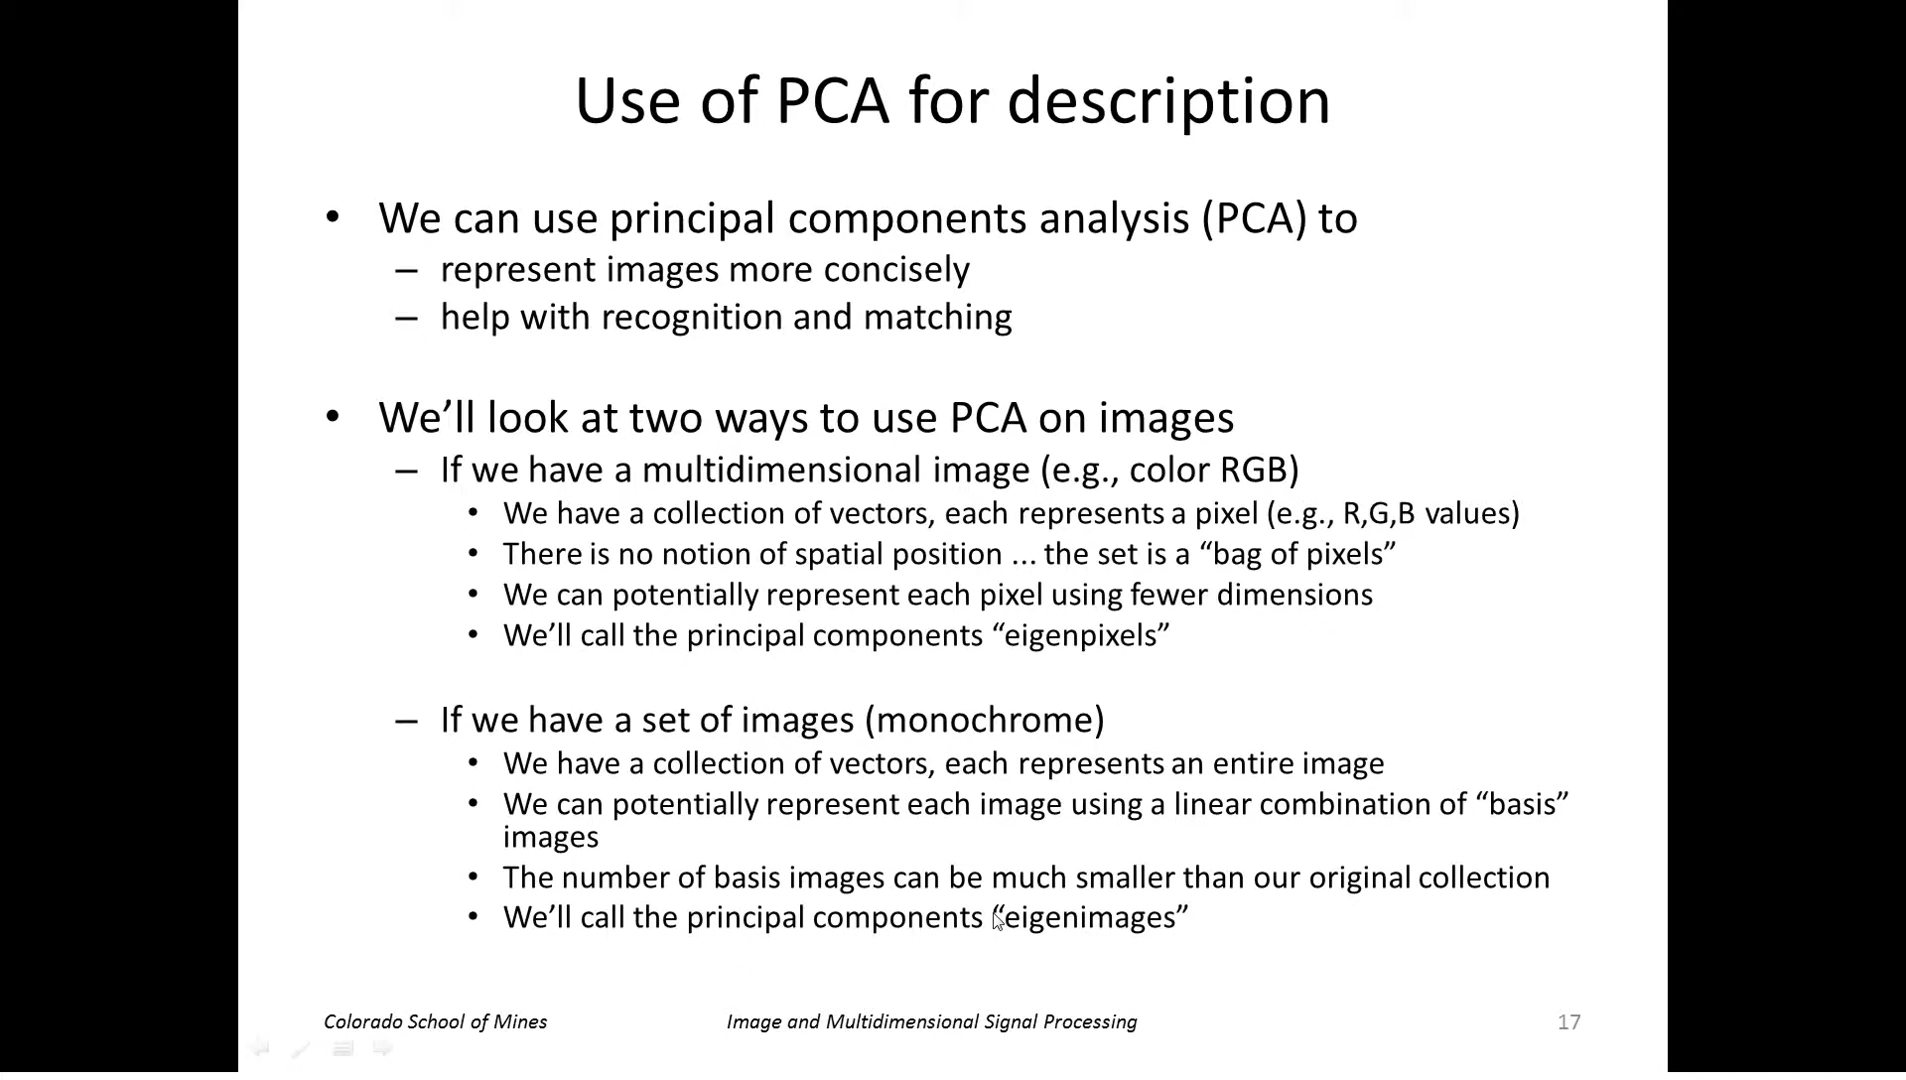 Use of PCA for description
• We can use principal components analysis (PCA) to
– represent images more concisely
– help with recognition and matching
• We’ll look at two ways to use PCA on images
– If we have a multidimensional image (e.g., color RGB)
• We have a collection of vectors, each represents a pixel (e.g., R,G,B values)
• There is no notion of spatial position ... the set is a “bag of pixels”
• We can potentially represent each pixel using fewer dimensions
• We’ll call the principal components “eigenpixels”
– If we have a set of images (monochrome)
• We have a collection of vectors, each represents an entire image
• We can potentially represent each image using a linear combination of “basis”
images
• The number of basis images can be much smaller than our original collection
• We’ll call the principal components “eigenimages”
Colorado School of Mines Image and Multidimensional Signal Processing 17